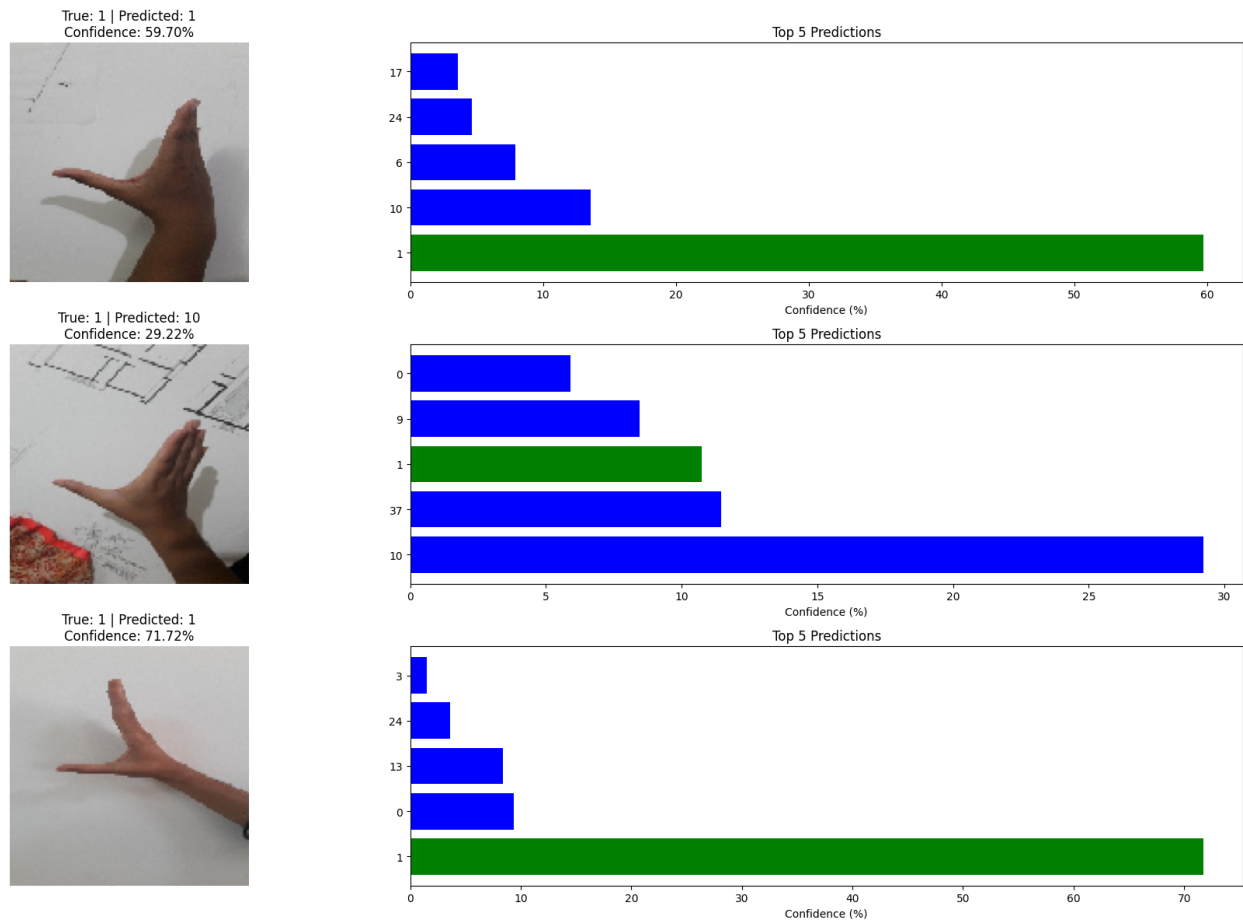 True: 1 | Predicted: 1
Confidence: 59.70%
Top 5 Predictions
17
24
6
10
1
0 10 20 30 40 50 60
Confidence (%)
True: 1 | Predicted: 10
Confidence: 29.22%
Top 5 Predictions
0
9
1
37
10
0 5 10 15 20 25 30
Confidence (%)
True: 1 | Predicted: 1
Confidence: 71.72%
Top 5 Predictions
3
24
13
0
1
0 10 20 30 40 50 60 70
Confidence (%)